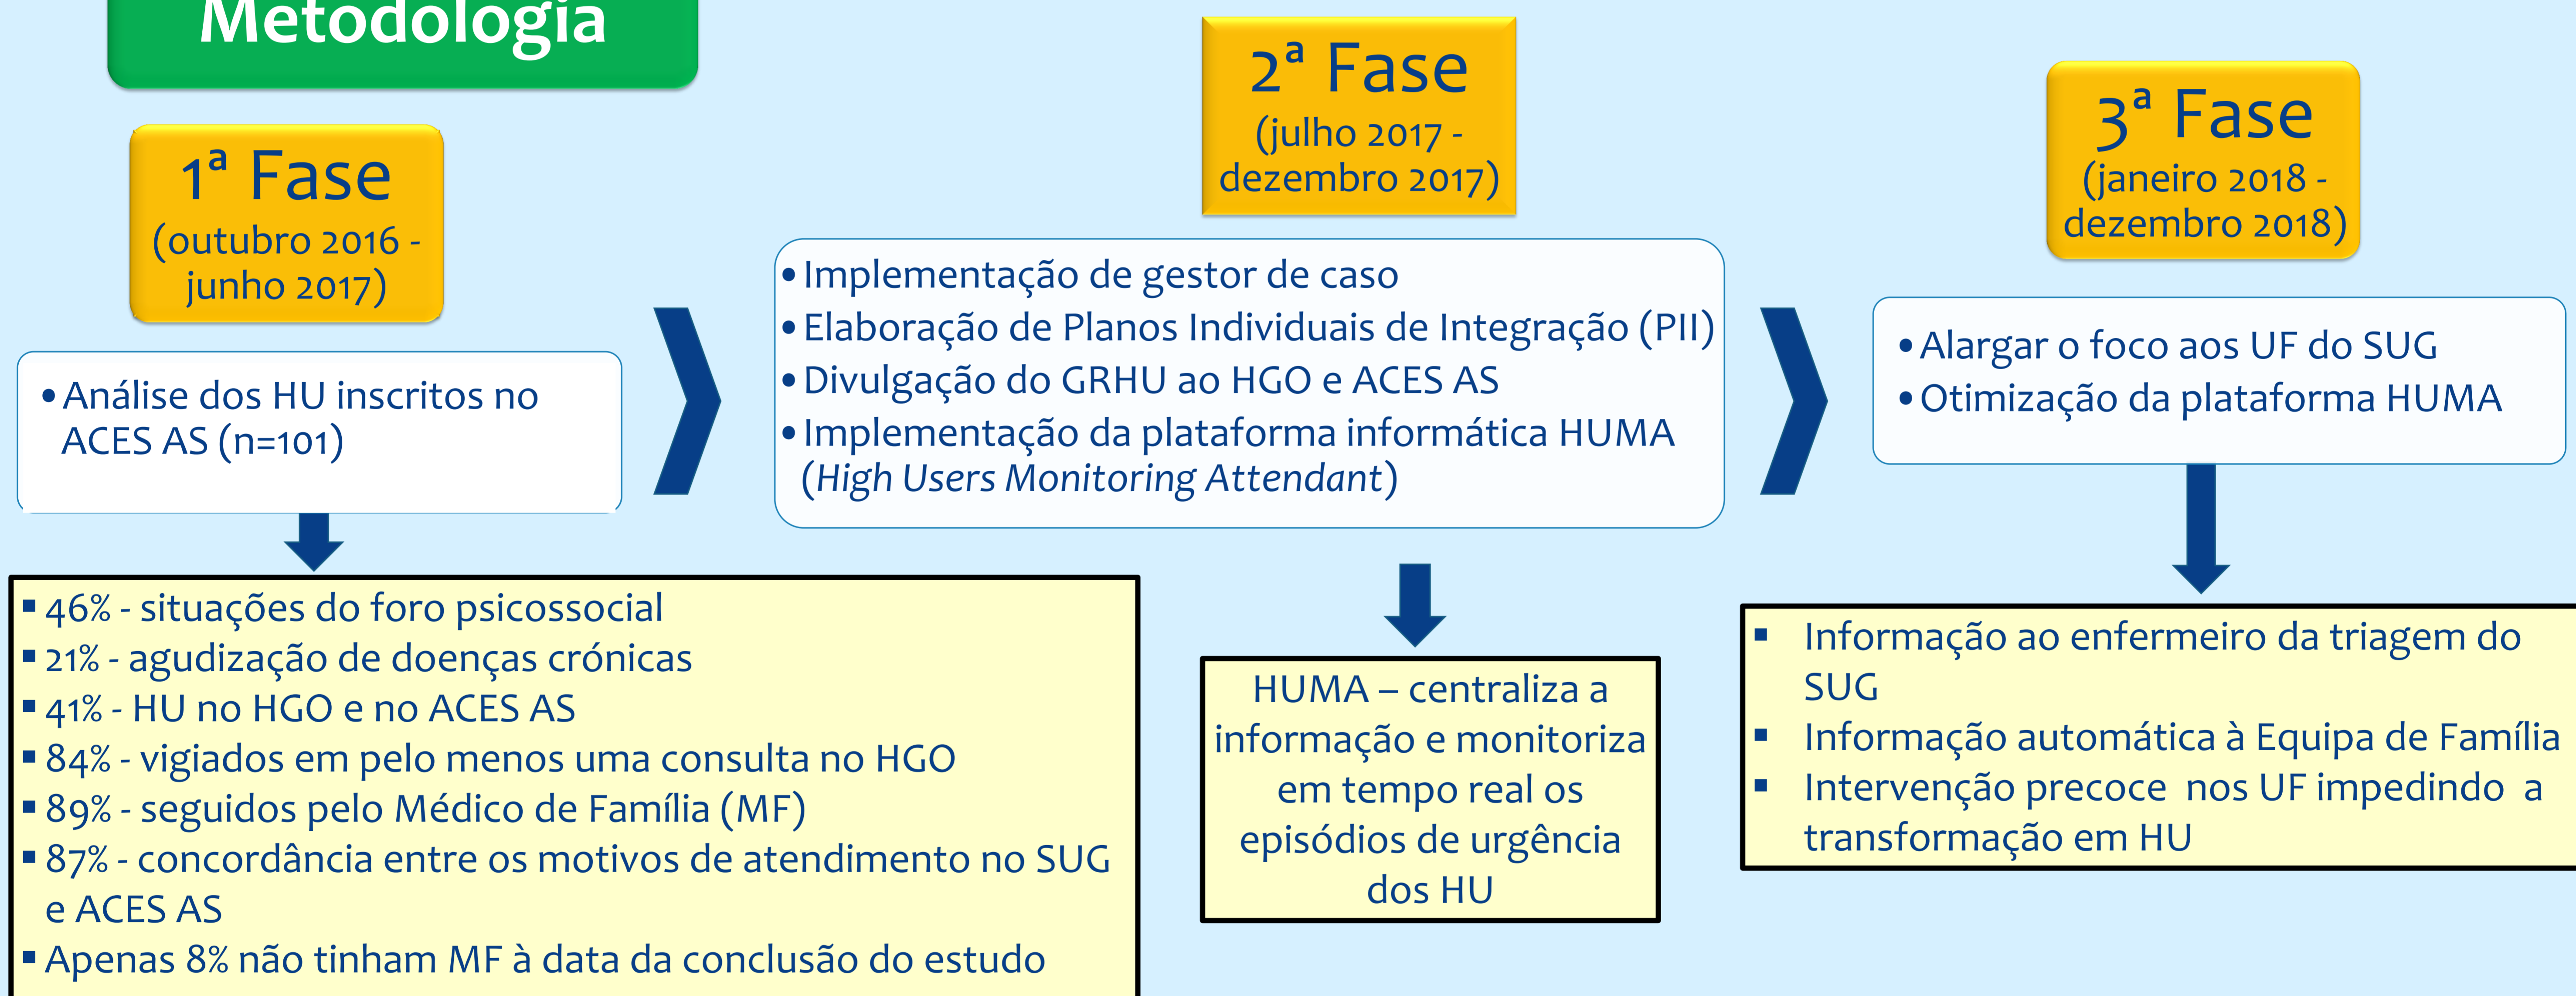 Metodologia
1ª Fase
(outubro 2016 -
junho 2017)
•Análise dos HU inscritos no
ACES AS (n=101)
▪46% - situações do foro psicossocial
▪21% - agudização de doenças crónicas
▪41% - HU no HGO e no ACES AS
▪84% - vigiados em pelo menos uma consulta no HGO
▪89% - seguidos pelo Médico de Família (MF)
▪87% - concordância entre os motivos de atendimento no SUG
e ACES AS
▪Apenas 8% não tinham MF à data da conclusão do estudo
2ª Fase
(julho 2017 -
dezembro 2017)
•Implementação de gestor de caso
•Elaboração de Planos Individuais de Integração (PII)
•Divulgação do GRHU ao HGO e ACES AS
•Implementação da plataforma informática HUMA
(High Users Monitoring Attendant)
HUMA – centraliza a
informação e monitoriza
em tempo real os
episódios de urgência
dos HU
3ª Fase
(janeiro 2018 -
dezembro 2018)
•Alargar o foco aos UF do SUG
•Otimização da plataforma HUMA
▪ Informação ao enfermeiro da triagem do
SUG
▪ Informação automática à Equipa de Família
▪ Intervenção precoce nos UF impedindo a
transformação em HU